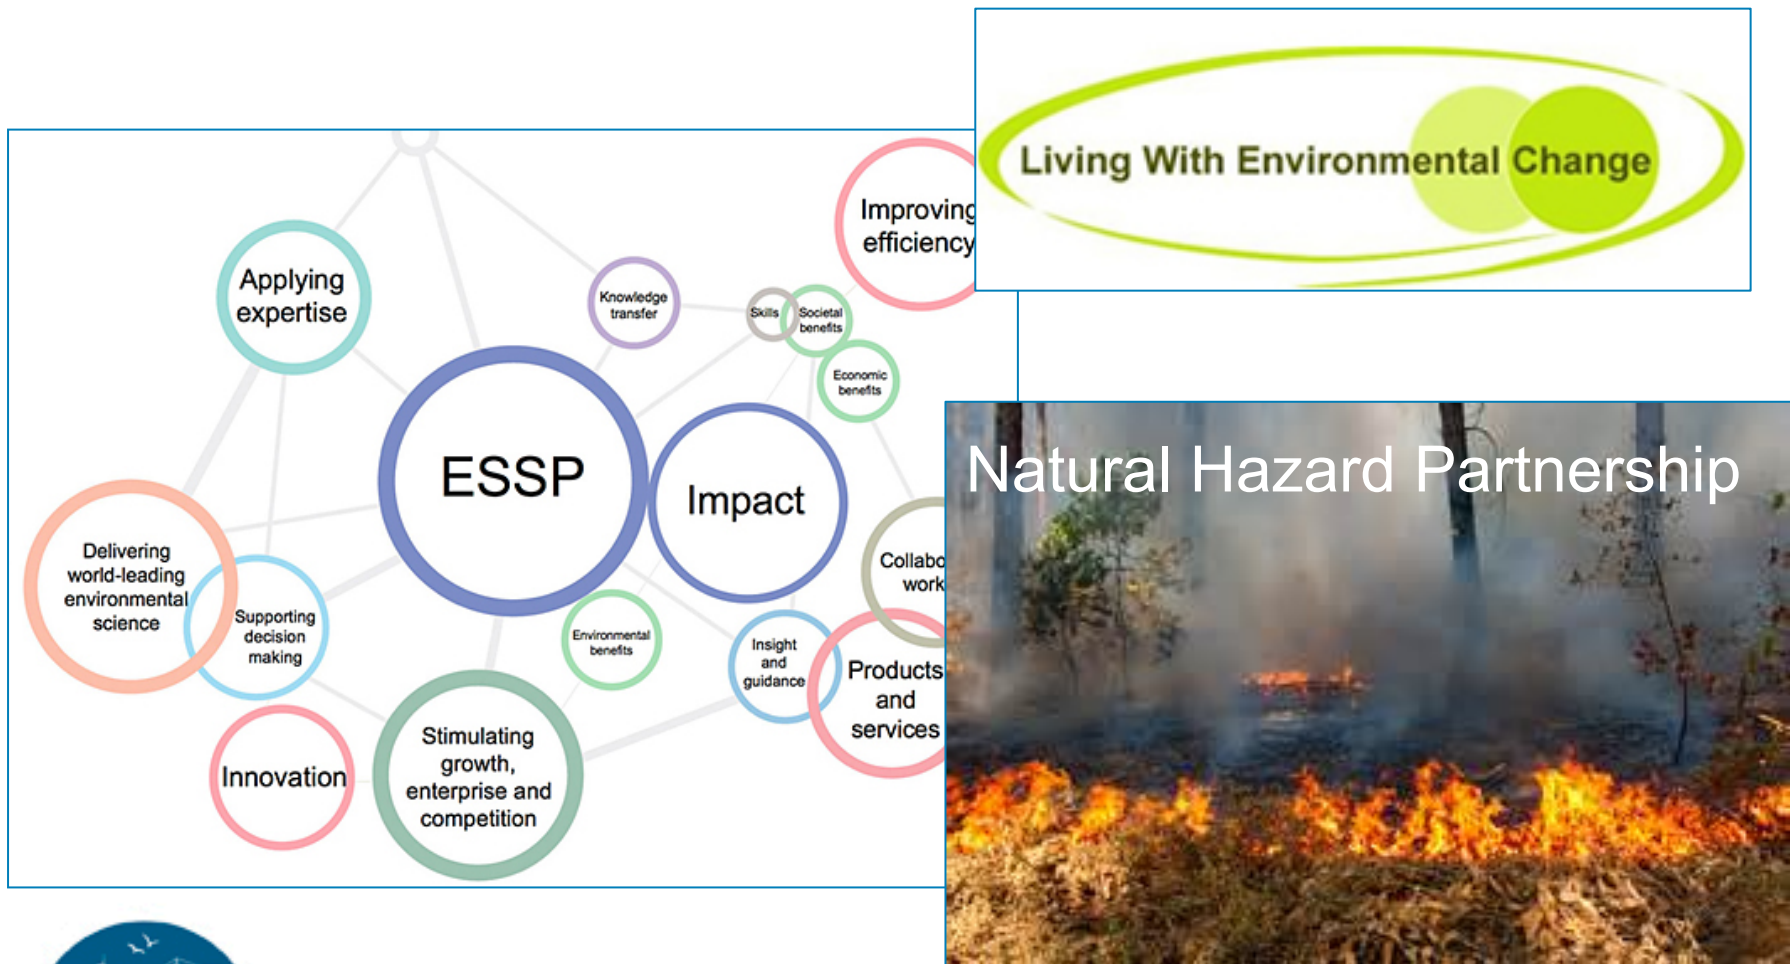 Living With Environmental Change
Improving
efficiency
Applying
expertise
Knowledge
transfer
Skills
Societal
benefits
Economic
benefits
ESSP
Impact
Natural Hazard Partnership
Delivering
world-leading
environmental
science
Supporting
decision
making
Collabo
work
Environmental
benefits
Insight
and
guidance
Products
and
services
Innovation
Stimulating
growth,
enterprise and
competition